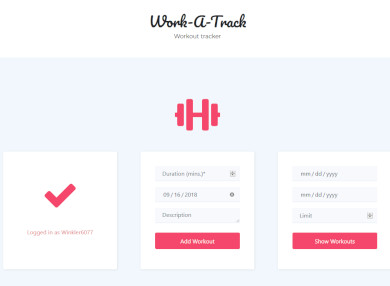 Work-A-Track
Workout tracker
Logged in as Winkler6077
Duration (mins.)*
09 / 16 / 2018
Description
Add Workout
mm / dd / yyyy
mm / dd / yyyy
Limit
Show Workouts